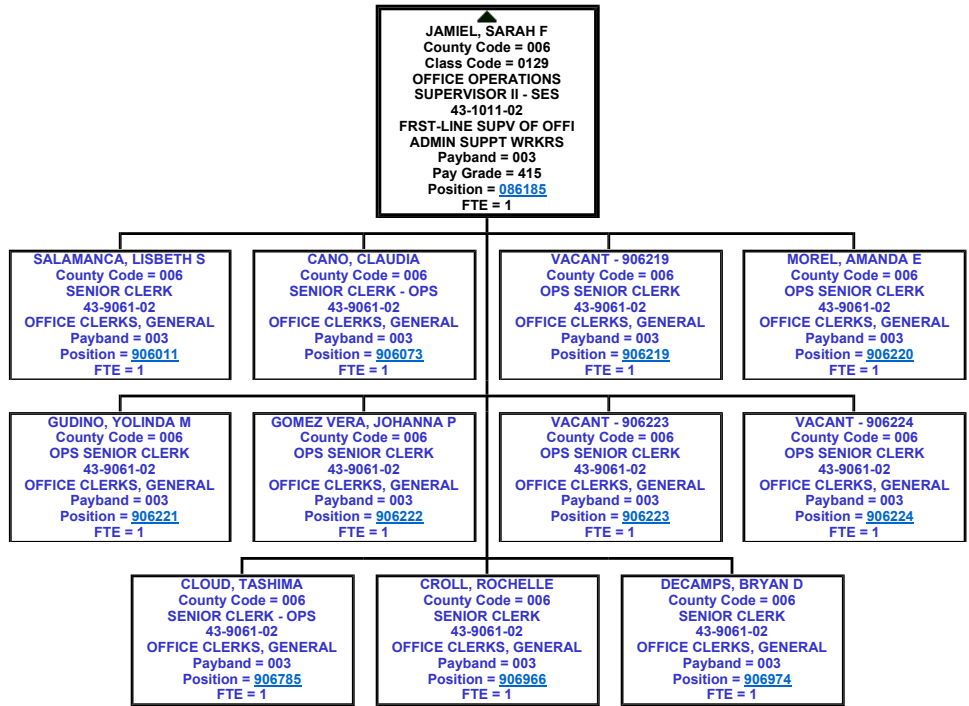 JAMIEL, SARAH F
County Code = 006
Class Code = 0129
OFFICE OPERATIONS
SUPERVISOR II - SES
43-1011-02
FRST-LINE SUPV OF OFFI
ADMIN SUPPT WRKRS
Payband = 003
Pay Grade = 415
Position = 086185
FTE = 1
SALAMANCA, LISBETH S
County Code = 006
SENIOR CLERK
43-9061-02
OFFICE CLERKS, GENERAL
Payband = 003
Position = 906011
FTE = 1
CANO, CLAUDIA
County Code = 006
SENIOR CLERK - OPS
43-9061-02
OFFICE CLERKS, GENERAL
Payband = 003
Position = 906073
FTE = 1
VACANT - 906219
County Code = 006
OPS SENIOR CLERK
43-9061-02
OFFICE CLERKS, GENERAL
Payband = 003
Position = 906219
FTE = 1
MOREL, AMANDA E
County Code = 006
OPS SENIOR CLERK
43-9061-02
OFFICE CLERKS, GENERAL
Payband = 003
Position = 906220
FTE = 1
GUDINO, YOLINDA M
County Code = 006
OPS SENIOR CLERK
43-9061-02
OFFICE CLERKS, GENERAL
Payband = 003
Position = 906221
FTE = 1
GOMEZ VERA, JOHANNA P
County Code = 006
OPS SENIOR CLERK
43-9061-02
OFFICE CLERKS, GENERAL
Payband = 003
Position = 906222
FTE = 1
VACANT - 906223
County Code = 006
OPS SENIOR CLERK
43-9061-02
OFFICE CLERKS, GENERAL
Payband = 003
Position = 906223
FTE = 1
VACANT - 906224
County Code = 006
OPS SENIOR CLERK
43-9061-02
OFFICE CLERKS, GENERAL
Payband = 003
Position = 906224
FTE = 1
CLOUD, TASHIMA
County Code = 006
SENIOR CLERK - OPS
43-9061-02
OFFICE CLERKS, GENERAL
Payband = 003
Position = 906785
FTE = 1
CROLL, ROCHELLE
County Code = 006
SENIOR CLERK
43-9061-02
OFFICE CLERKS, GENERAL
Payband = 003
Position = 906966
FTE = 1
DECAMPS, BRYAN D
County Code = 006
SENIOR CLERK
43-9061-02
OFFICE CLERKS, GENERAL
Payband = 003
Position = 906974
FTE = 1